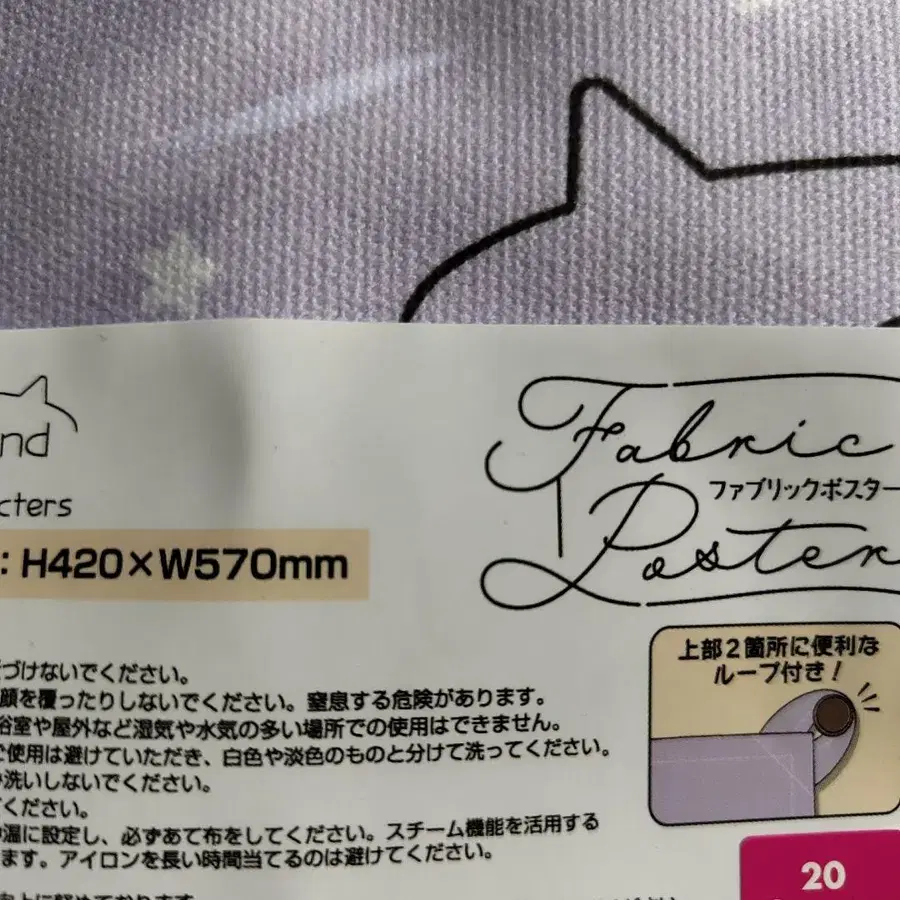 nd
cters
: H420×W570mm
Fabric
ファブリックポスター
Poster
上部2箇所に便利な
ループ付き！
づけないでください。
顔を覆ったりしないでください。窒息する危険があります。
浴室や屋外など湿気や水気の多い場所での使用はできません。
使用は避けていただき、白色や淡色のものと分けて洗ってください。
洗いしないでください。
ください。
温に設定し、必ずあて布をしてください。スチーム機能を活用する
ます。アイロンを長い時間当てるのは避けてください。
20